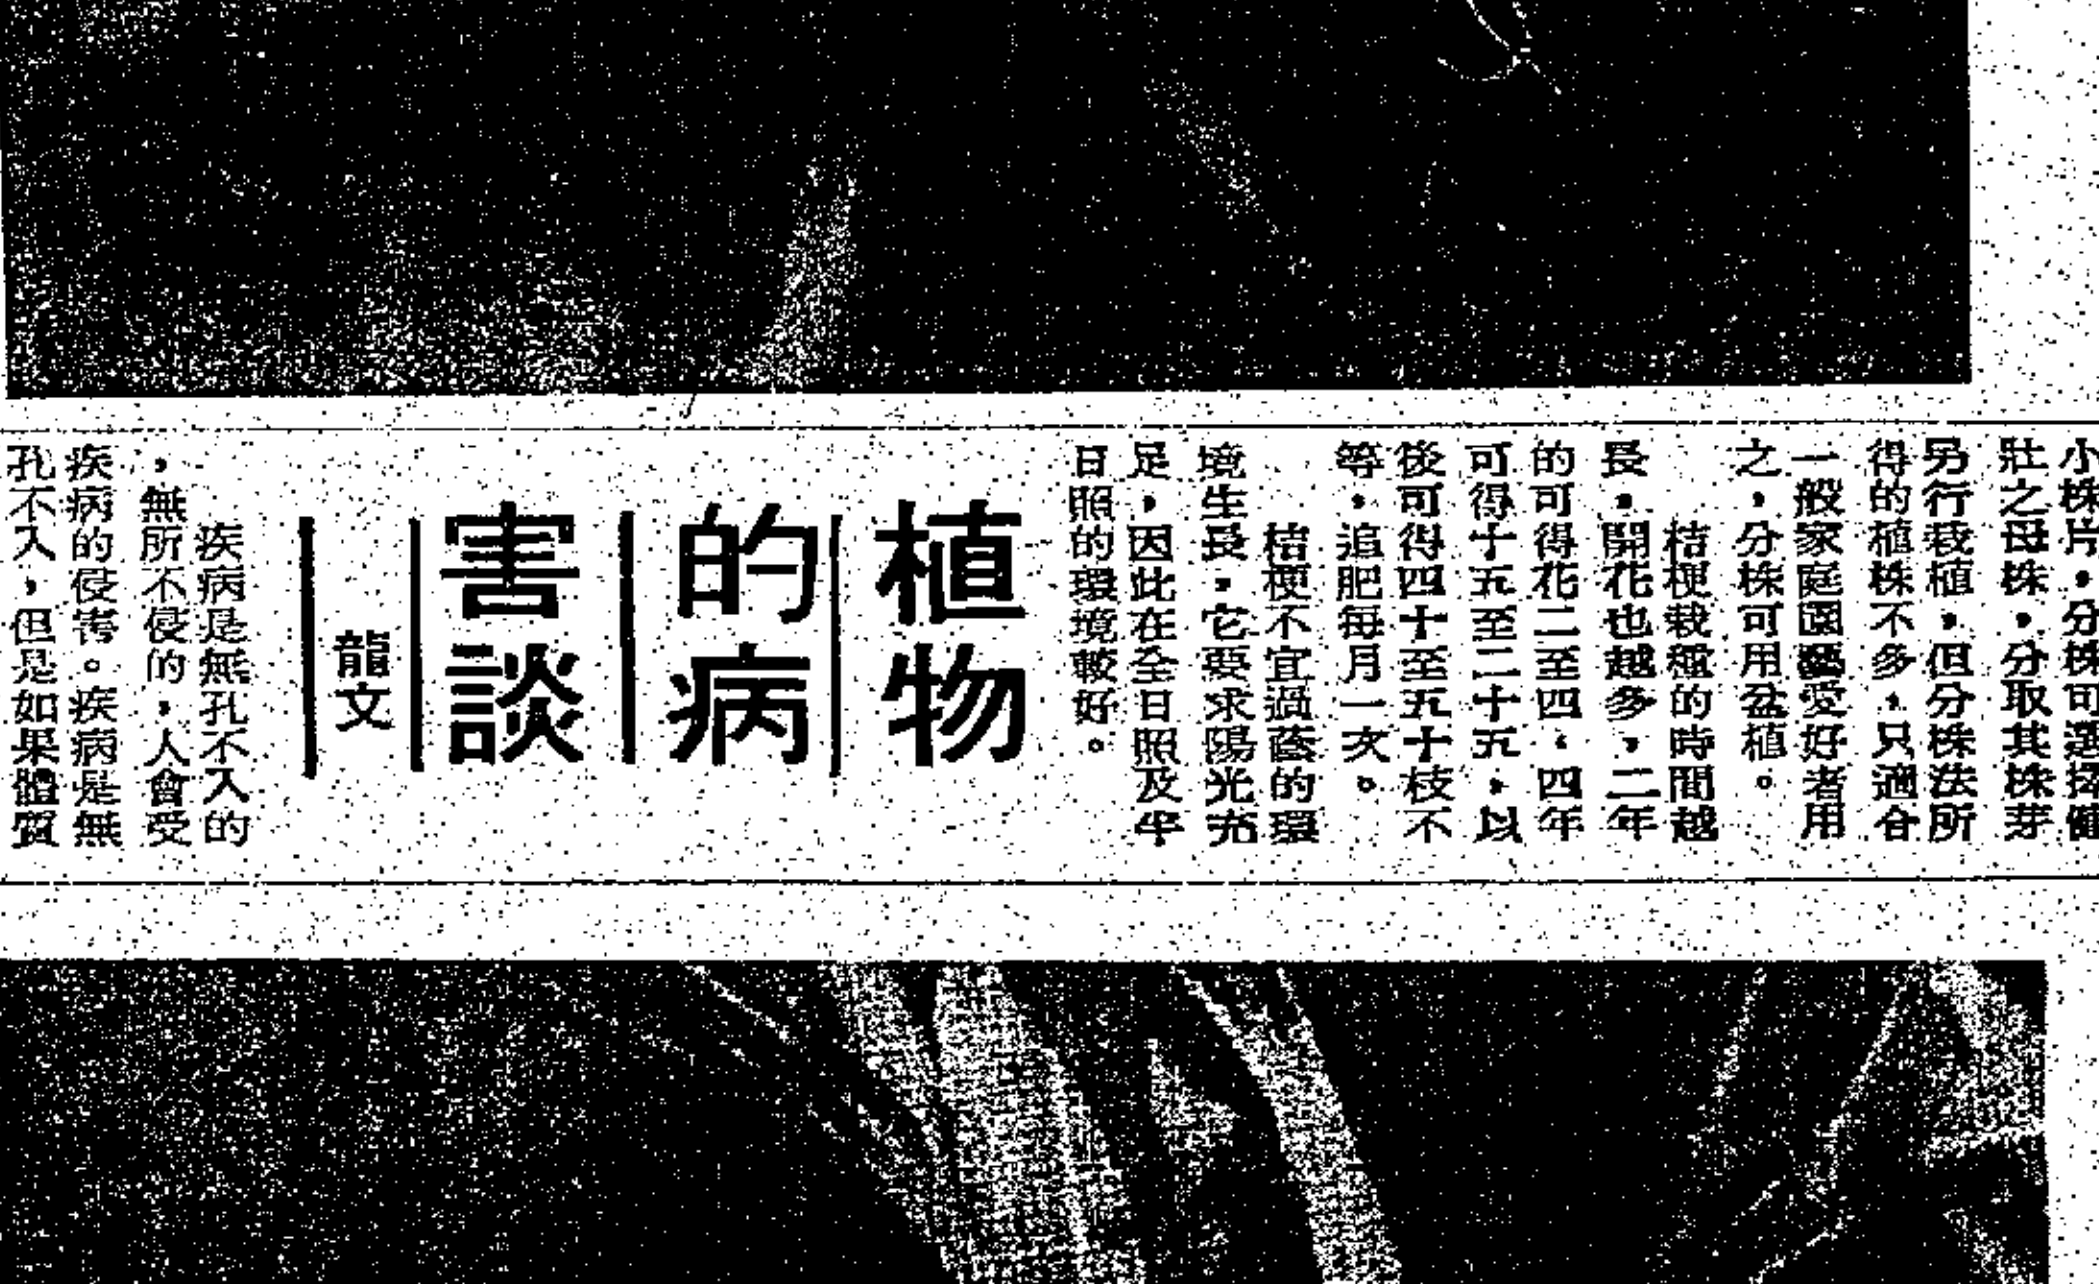 小株片，分株可選擇健
壯之母株，分取其株芽
另行栽植，但分株法所
得的植株不多，只適合
一般家庭園藝愛好者用
之，分株可用盆植。
桔梗栽種的時間越
長，開花也越多，二年
的可得花二至四，四年
可得十五至二十五，以
後可得四十至五十枝不
等，追肥每月一次。
桔梗不宜過蔭的環
境生長，它要求陽光充
足，因此在全日照及半
日照的環境較好。
植物
的病
害談
龍文
疾病是無孔不入的
，無所不侵的，人會受
疾病的侵害。疾病是無
孔不入，但是如果體質